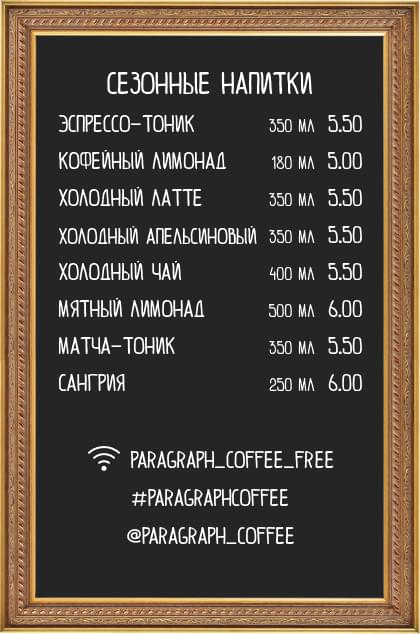 СЕЗОННЫЕ НАПИТКИ
ЭСПРЕССО-ТОНИК 350 МЛ 5.50
КОФЕЙНЫЙ ЛИМОНАД 180 МЛ 5.00
ХОЛОДНЫЙ ЛАТТЕ 350 МЛ 5.50
ХОЛОДНЫЙ АПЕЛЬСИНОВЫЙ 350 МЛ 5.50
ХОЛОДНЫЙ ЧАЙ 400 МЛ 5.50
МЯТНЫЙ ЛИМОНАД 500 МЛ 6.00
МАТЧА-ТОНИК 350 МЛ 5.50
САНГРИЯ 250 МЛ 6.00
PARAGRAPH_COFFEE_FREE
#PARAGRAPHCOFFEE
@PARAGRAPH_COFFEE